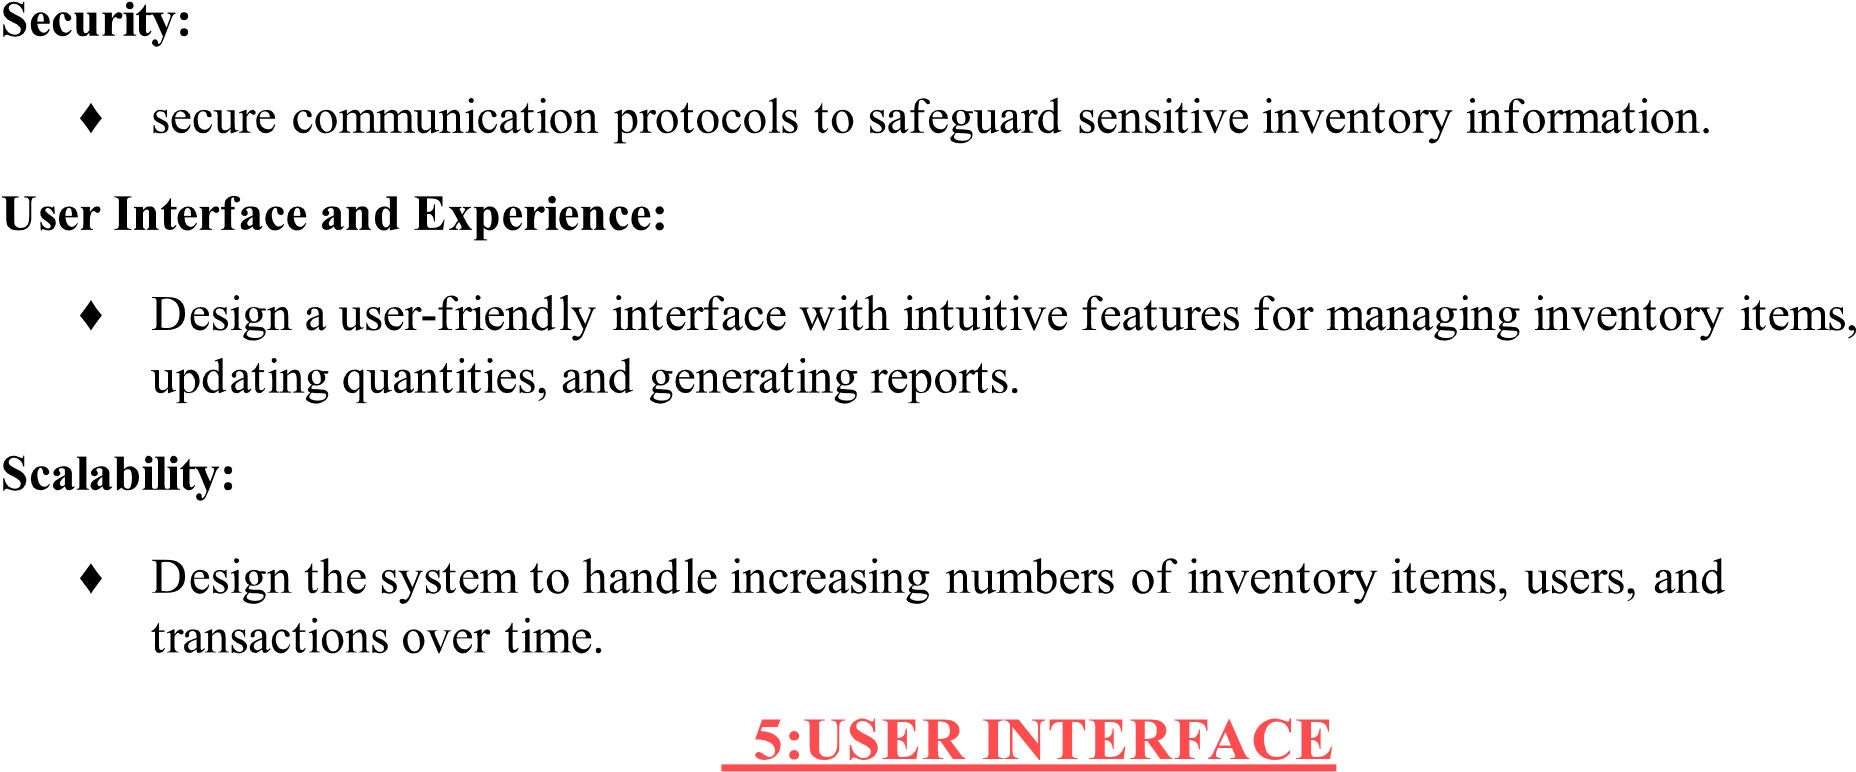 Security:
♦ secure communication protocols to safeguard sensitive inventory information.
User Interface and Experience:
♦ Design a user-friendly interface with intuitive features for managing inventory items,
updating quantities, and generating reports.
Scalability:
♦ Design the system to handle increasing numbers of inventory items, users, and
transactions over time.
5:USER INTERFACE